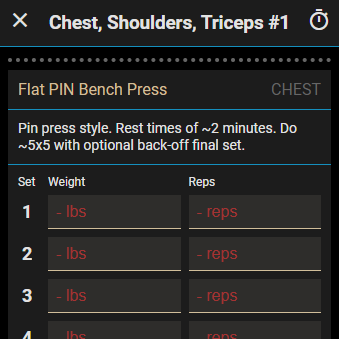 Chest, Shoulders, Triceps #1
Flat PIN Bench Press CHEST
Pin press style. Rest times of ~2 minutes. Do
~5x5 with optional back-off final set.
Set Weight Reps
1 - lbs - reps
2 - lbs - reps
3 - lbs - reps
4 - lbs - reps